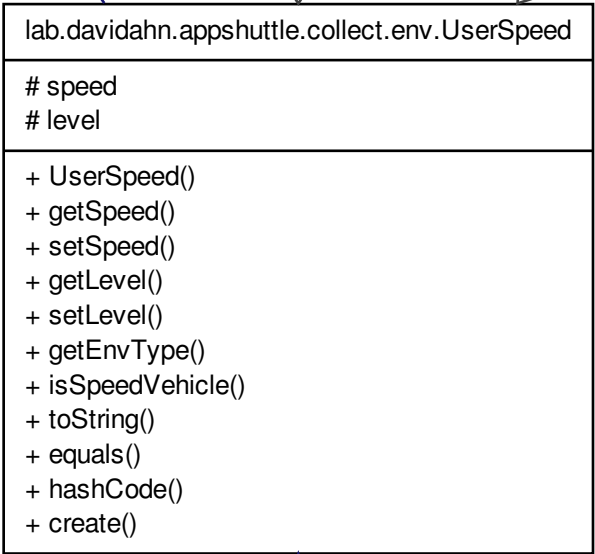 lab.davidahn.appshuttle.collect.env.UserSpeed
# speed
# level
+ UserSpeed()
+ getSpeed()
+ setSpeed()
+ getLevel()
+ setLevel()
+ getEnvType()
+ isSpeedVehicle()
+ toString()
+ equals()
+ hashCode()
+ create()